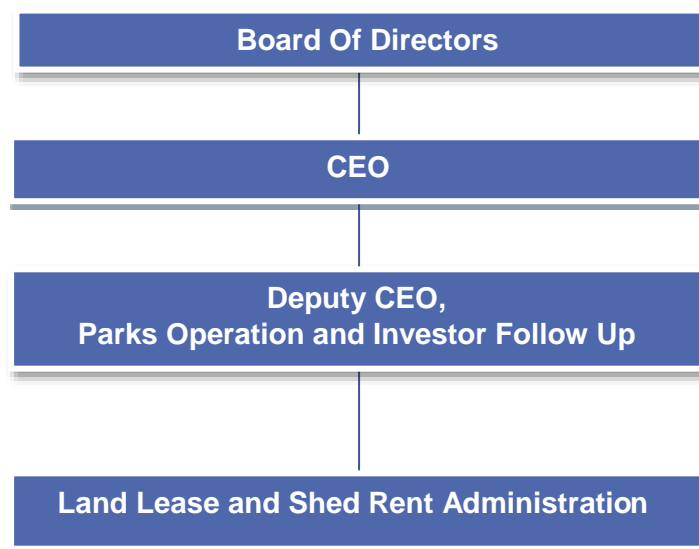 Board Of Directors
CEO
Deputy CEO,
Parks Operation and Investor Follow Up
Land Lease and Shed Rent Administration